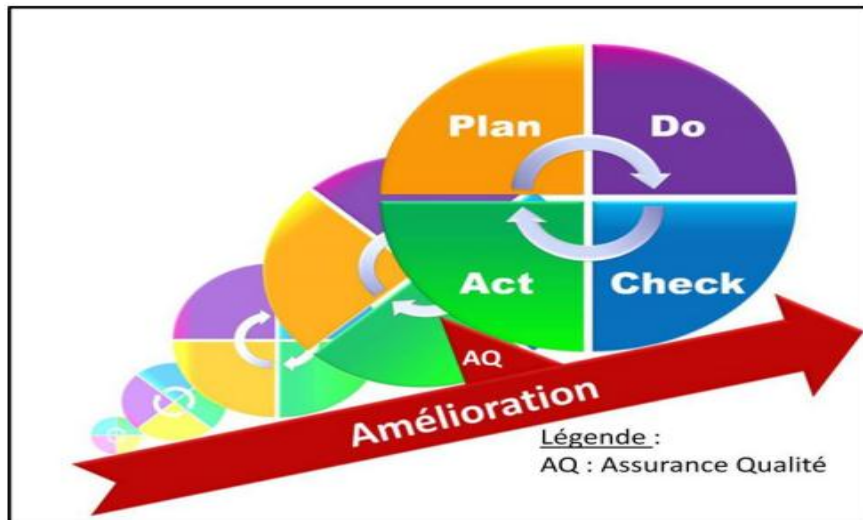 Plan
Do
Act
Check
AQ
Amélioration
Légende :
AQ : Assurance Qualité